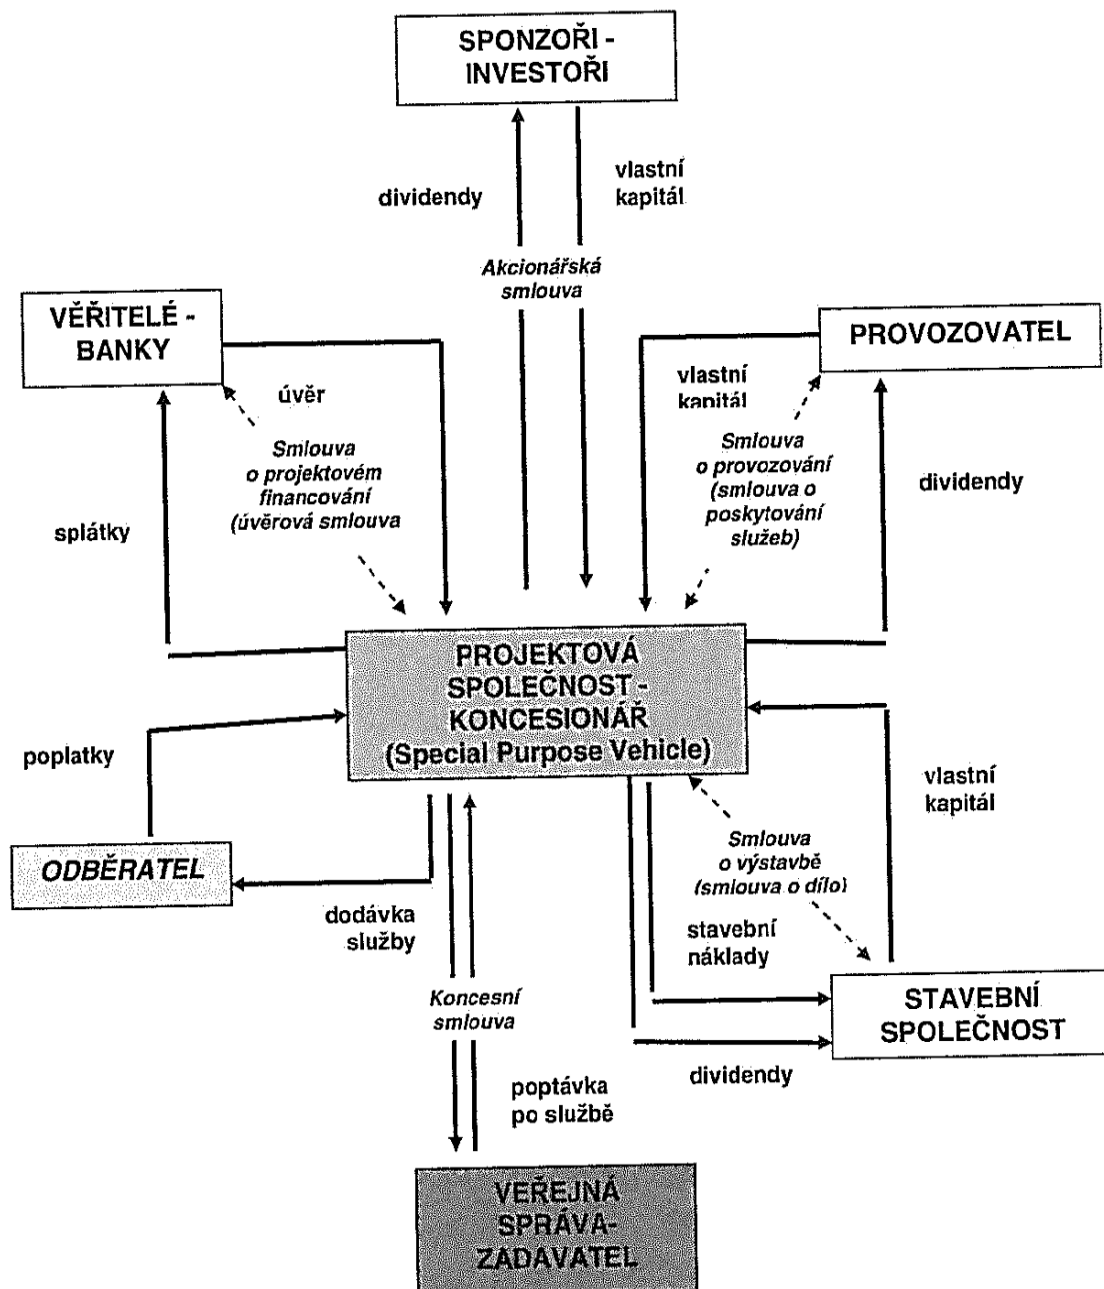 SPONZOŘI -
INVESTOŘI
dividendy
vlastní
kapitál
Akcionářská
smlouva
VĚŘITELÉ -
BANKY
PROVOZOVATEL
úvěr
vlastní
kapitál
Smlouva
o projektovém
financování
(úvěrová smlouva
Smlouva
o provozování
(smlouva o
poskytování
služeb)
dividendy
splátky
PROJEKTOVÁ
SPOLEČNOST -
KONCESIONÁŘ
(Special Purpose Vehicle)
poplatky
vlastní
kapitál
ODBĚRATEL
Smlouva
o výstavbě
(smlouva o dílo)
dodávka
služby
stavební
náklady
Koncesní
smlouva
STAVEBNÍ
SPOLEČNOST
dividendy
poptávka
po službě
VEŘEJNÁ
SPRÁVA-
ZADAVATEL